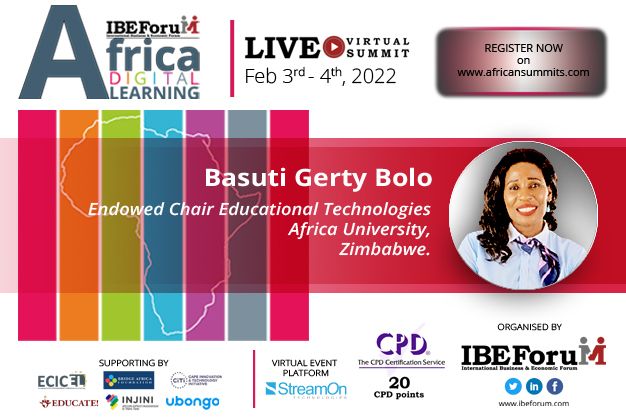 IBEForuM
International Business & Economic Forum
Africa
DIGITAL
LEARNING
LIVE VIRTUAL SUMMIT
Feb 3rd - 4th, 2022
REGISTER NOW
on
www.africansummits.com
Basuti Gerty Bolo
Endowed Chair Educational Technologies
Africa University,
Zimbabwe.
SUPPORTING BY
ECICEL
BRIDGE AFRICA
FOUNDATION
CiTi
CAPE INNOVATION
& TECHNOLOGY
INITIATIVE
EDUCATE!
INJINI
ubongo
VIRTUAL EVENT
PLATFORM
StreamOn
TECHNOLOGIES
CPD
The CPD Certification Service
20
CPD points
ORGANISED BY
IBEForuM
International Business & Economic Forum
www.ibeforum.com